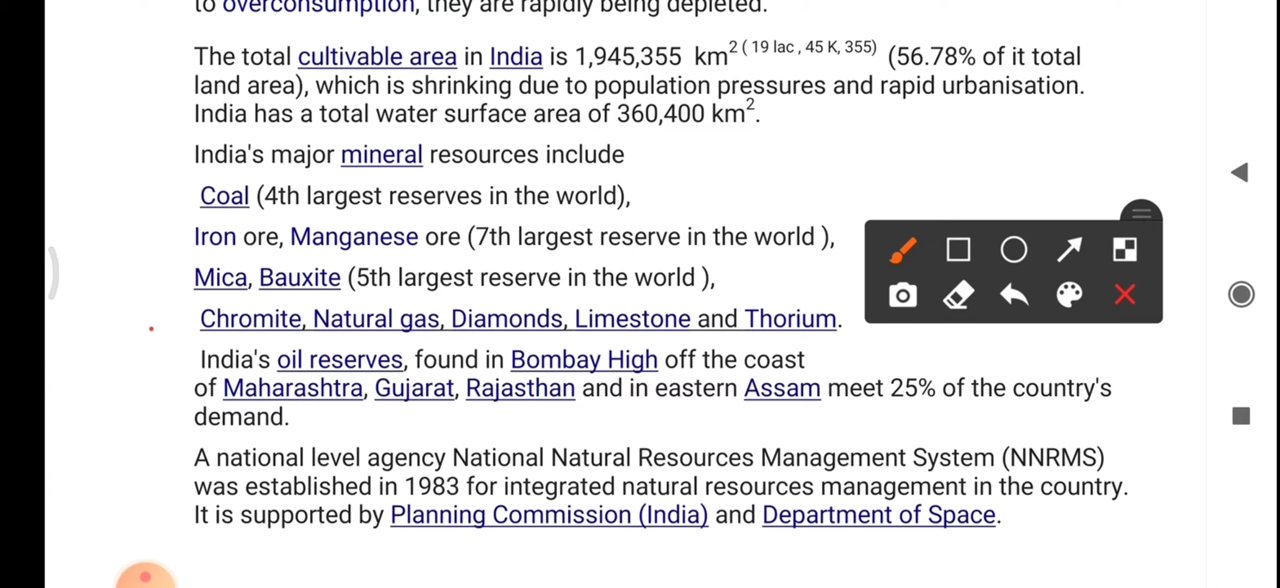 to overconsumption, they are rapidly being depleted.
The total cultivable area in India is 1,945,355 km2 ( 19 lac , 45 K, 355) (56.78% of it total
land area), which is shrinking due to population pressures and rapid urbanisation.
India has a total water surface area of 360,400 km2.
India's major mineral resources include
Coal (4th largest reserves in the world),
Iron ore, Manganese ore (7th largest reserve in the world ),
Mica, Bauxite (5th largest reserve in the world ),
Chromite, Natural gas, Diamonds, Limestone and Thorium.
India's oil reserves, found in Bombay High off the coast
of Maharashtra, Gujarat, Rajasthan and in eastern Assam meet 25% of the country's
demand.
A national level agency National Natural Resources Management System (NNRMS)
was established in 1983 for integrated natural resources management in the country.
It is supported by Planning Commission (India) and Department of Space.